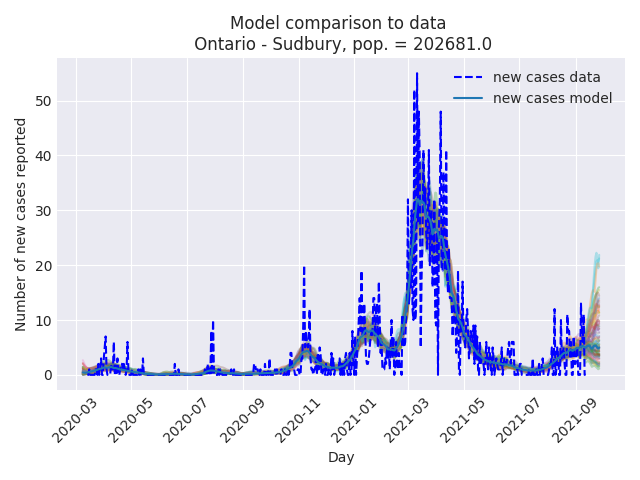 Model comparison to data
Ontario - Sudbury, pop. = 202681.0
new cases data
new cases model
Number of new cases reported
50
40
30
20
10
0
2020-03
2020-05
2020-07
2020-09
2020-11
2021-01
2021-03
2021-05
2021-07
2021-09
Day